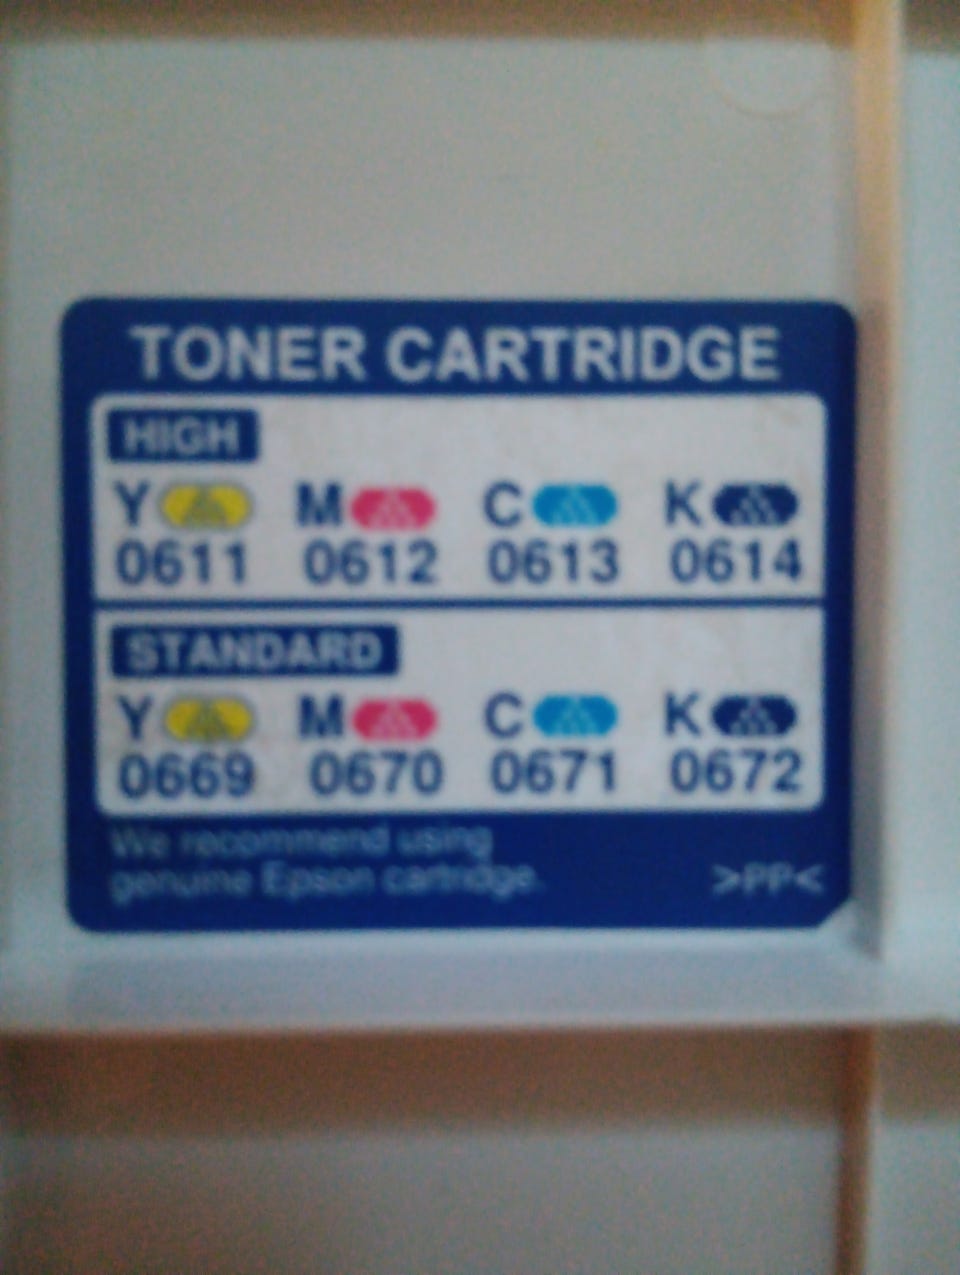 TONER CARTRIDGE
HIGH
Y M C K
0611 0612 0613 0614
STANDARD
Y M C K
0669 0670 0671 0672
We recommend using
genuine Epson cartridge.
>PP<